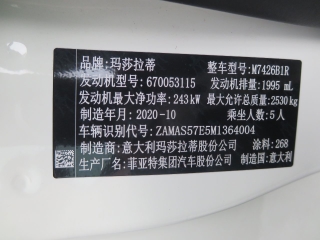 品牌:玛莎拉蒂 整车型号:M7426B1R
发动机型号:670053115 发动机排量:1995 mL
发动机最大净功率:243kW 最大允许总质量:2530kg
制造年月:2020-10 乘坐人数:5人
车辆识别代号:ZAMAS57E5M1364004
制造商:意大利玛莎拉蒂股份公司 涂料:268
生产厂名:菲亚特集团汽车股份公司 制造国:意大利